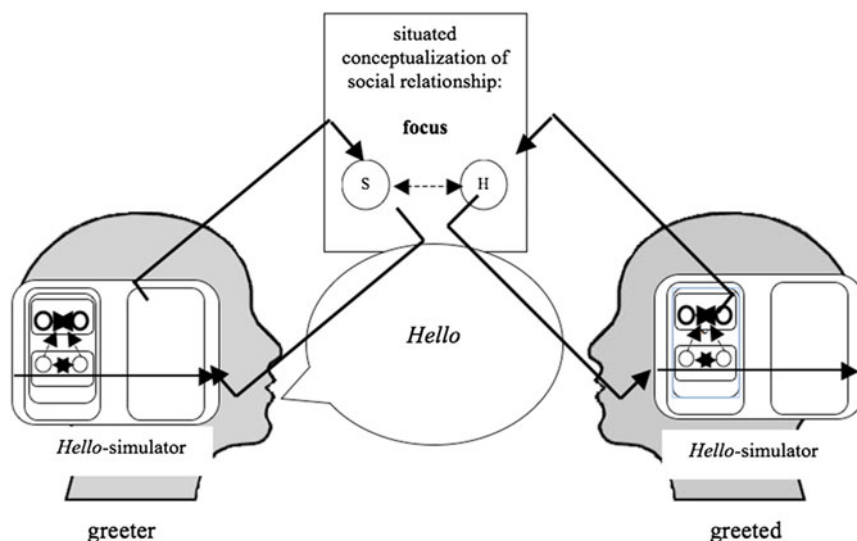 situated
conceptualization of
social relationship:
focus
S
H
Hello
Hello-simulator
Hello-simulator
greeter
greeted